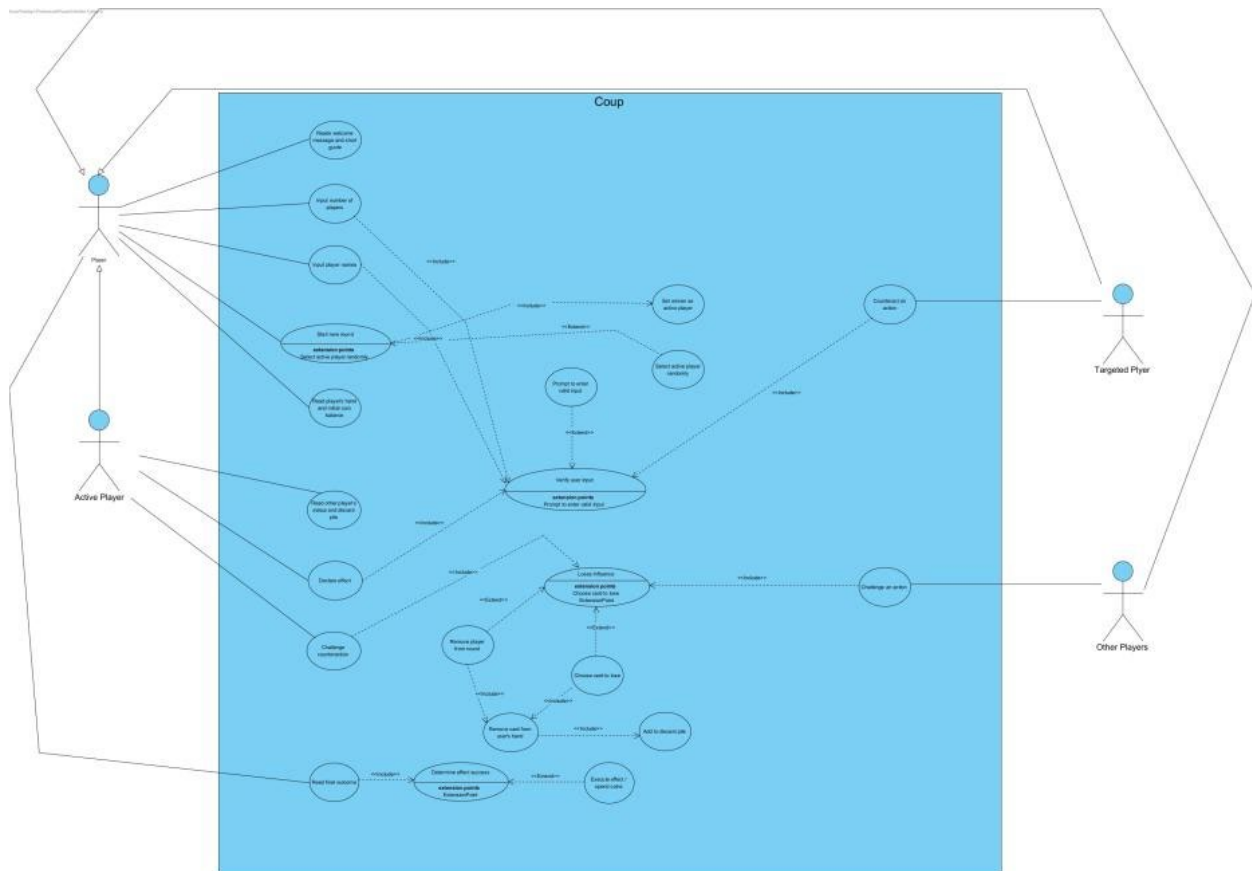 Coup
Reads welcome
message and short
guide
Input number of
players
Player
<<Include>>
Input player names
Set winner as
active player
<<Include>>
Counteract an
action
Start new round
extension points
Select active player randomly
<<Extend>>
<<Include>>
Select active player
randomly
Targeted Plyer
Prompt to enter
valid input
<<Include>>
Read player's hand
and initial coin
balance
<<Extend>>
Verify user input
extension points
Prompt to enter valid input
Active Player
Read other player's
status and discard
pile
<<Include>>
Declare effect
<<Include>>
Loses Influence
extension points
Choose card to lose
ExtensionPoint
<<Include>>
Challenge an action
<<Extend>>
<<Extend>>
Remove player
from round
Challenge
counteraction
Other Players
Choose card to lose
<<Include>>
<<Include>>
Remove card from
user's hand
<<Include>>
Add to discard pile
Read final outcome
<<Include>>
Determine effect success
extension points
ExtensionPoint
<<Extend>>
Execute effect /
spend coins